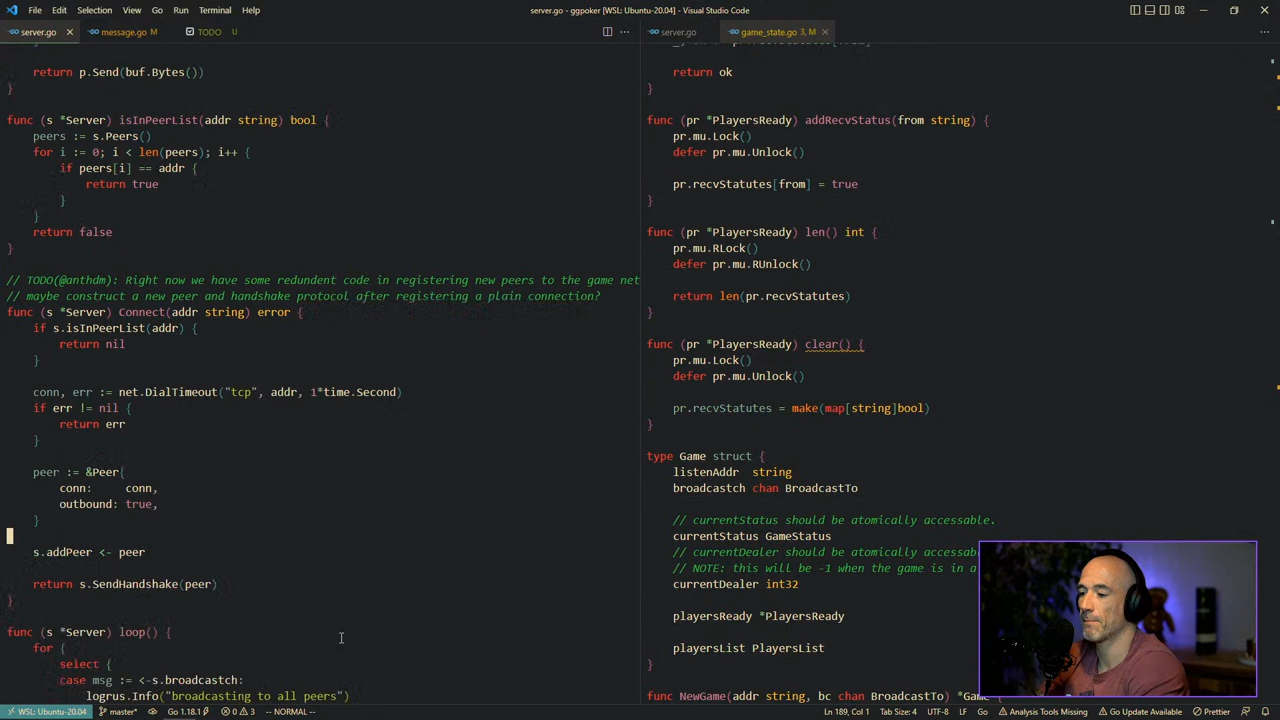 File Edit Selection View Go Run Terminal Help
server.go - ggpoker [WSL: Ubuntu-20.04] - Visual Studio Code
server.go message.go M TODO U
return p.Send(buf.Bytes())
}
func (s *Server) isInPeerList(addr string) bool {
peers := s.Peers()
for i := 0; i < len(peers); i++ {
if peers[i] == addr {
return true
}
}
return false
}
// TODO(@anthdm): Right now we have some redundent code in registering new peers to the game net
// maybe construct a new peer and handshake protocol after registering a plain connection?
func (s *Server) Connect(addr string) error {
if s.isInPeerList(addr) {
return nil
}
conn, err := net.DialTimeout("tcp", addr, 1*time.Second)
if err != nil {
return err
}
peer := &Peer{
conn: conn,
outbound: true,
}
s.addPeer <- peer
return s.SendHandshake(peer)
}
func (s *Server) loop() {
for {
select {
case msg := <-s.broadcastch:
logrus.Info("broadcasting to all peers")
server.go game_state.go 3, M
return ok
}
func (pr *PlayersReady) addRecvStatus(from string) {
pr.mu.Lock()
defer pr.mu.Unlock()
pr.recvStatutes[from] = true
}
func (pr *PlayersReady) len() int {
pr.mu.RLock()
defer pr.mu.RUnlock()
return len(pr.recvStatutes)
}
func (pr *PlayersReady) clear() {
pr.mu.Lock()
defer pr.mu.Unlock()
pr.recvStatutes = make(map[string]bool)
}
type Game struct {
listenAddr string
broadcastch chan BroadcastTo
// currentStatus should be atomically accessable.
currentStatus GameStatus
// currentDealer should be atomically accessab
// NOTE: this will be -1 when the game is in a
currentDealer int32
playersReady *PlayersReady
playersList PlayersList
}
func NewGame(addr string, bc chan BroadcastTo) *Game {
WSL: Ubuntu-20.04 master* Go 1.18.1 0 3 -- NORMAL -- Ln 189, Col 1 Tab Size: 4 UTF-8 LF Go Analysis Tools Missing Go Update Available Prettier